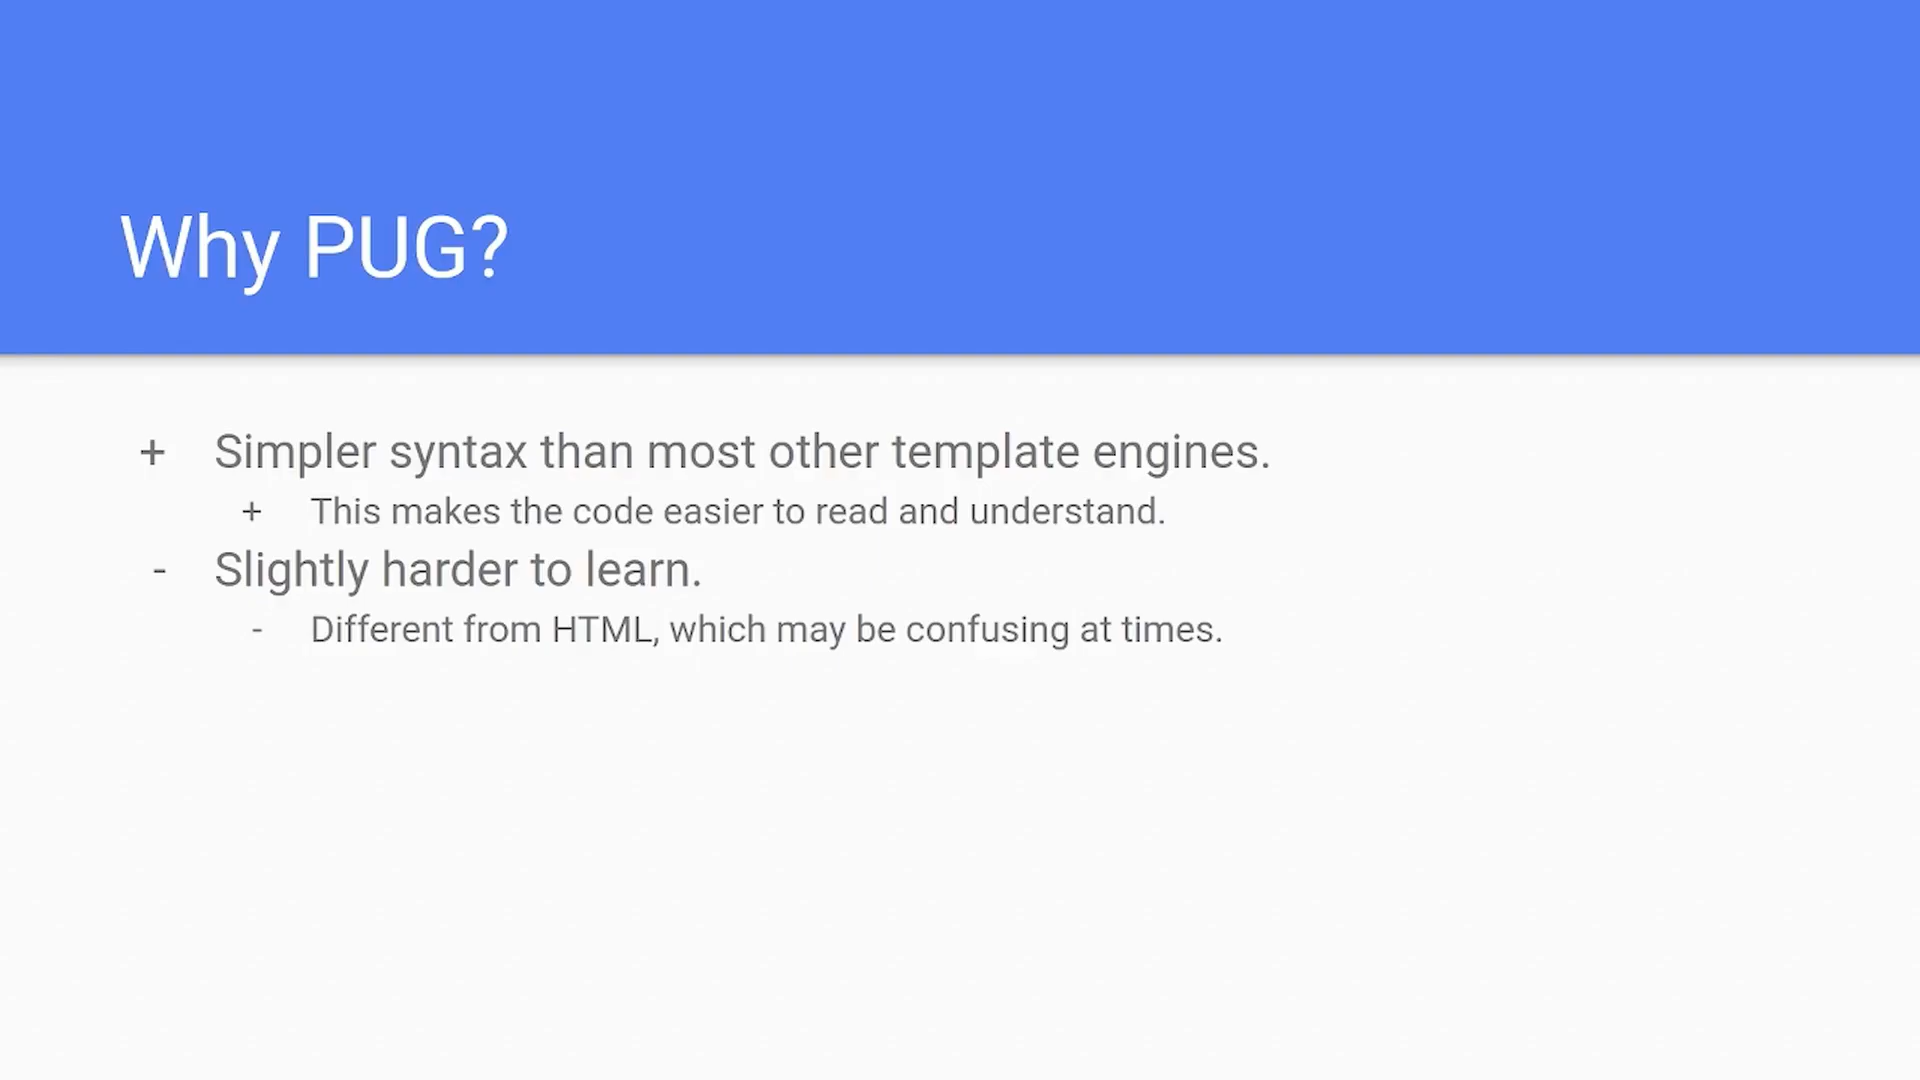 Why PUG?
+ Simpler syntax than most other template engines.
+ This makes the code easier to read and understand.
- Slightly harder to learn.
- Different from HTML, which may be confusing at times.